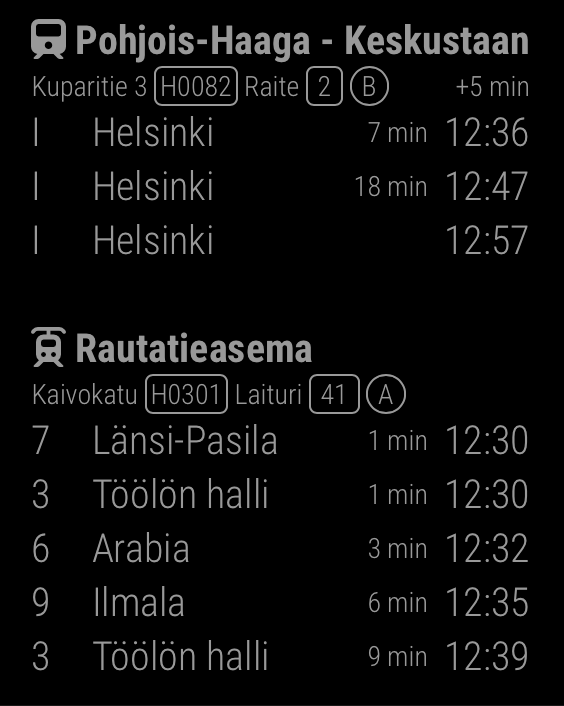 Pohjois-Haaga - Keskustaan
Kuparitie 3 H0082 Raite 2 B +5 min
I Helsinki 7 min 12:36
I Helsinki 18 min 12:47
I Helsinki 12:57
Rautatieasema
Kaivokatu H0301 Laituri 41 A
7 Länsi-Pasila 1 min 12:30
3 Töölön halli 1 min 12:30
6 Arabia 3 min 12:32
9 Ilmala 6 min 12:35
3 Töölön halli 9 min 12:39